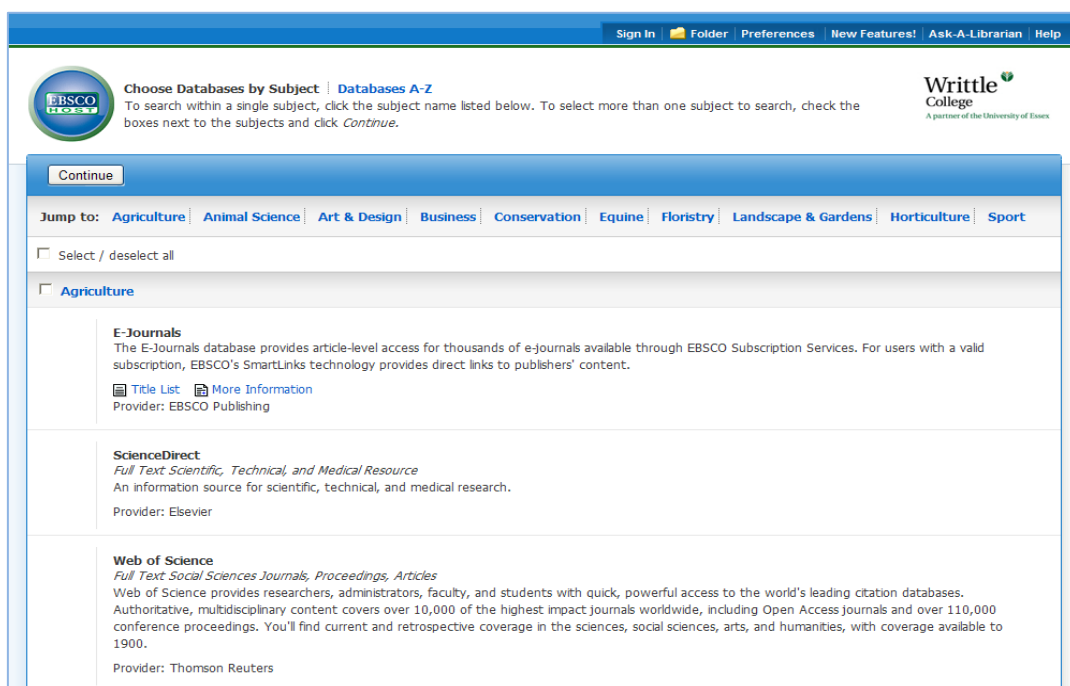 Sign In Folder Preferences New Features! Ask-A-Librarian Help
EBSCO
HOST
Choose Databases by Subject Databases A-Z
To search within a single subject, click the subject name listed below. To select more than one subject to search, check the
boxes next to the subjects and click Continue.
Writtle
College
A partner of the University of Essex
Continue
Jump to: Agriculture Animal Science Art & Design Business Conservation Equine Floristry Landscape & Gardens Horticulture Sport
Select / deselect all
Agriculture
E-Journals
The E-Journals database provides article-level access for thousands of e-journals available through EBSCO Subscription Services. For users with a valid
subscription, EBSCO's SmartLinks technology provides direct links to publishers' content.
Title List More Information
Provider: EBSCO Publishing
ScienceDirect
Full Text Scientific, Technical, and Medical Resource
An information source for scientific, technical, and medical research.
Provider: Elsevier
Web of Science
Full Text Social Sciences Journals, Proceedings, Articles
Web of Science provides researchers, administrators, faculty, and students with quick, powerful access to the world's leading citation databases.
Authoritative, multidisciplinary content covers over 10,000 of the highest impact journals worldwide, including Open Access journals and over 110,000
conference proceedings. You'll find current and retrospective coverage in the sciences, social sciences, arts, and humanities, with coverage available to
1900.
Provider: Thomson Reuters